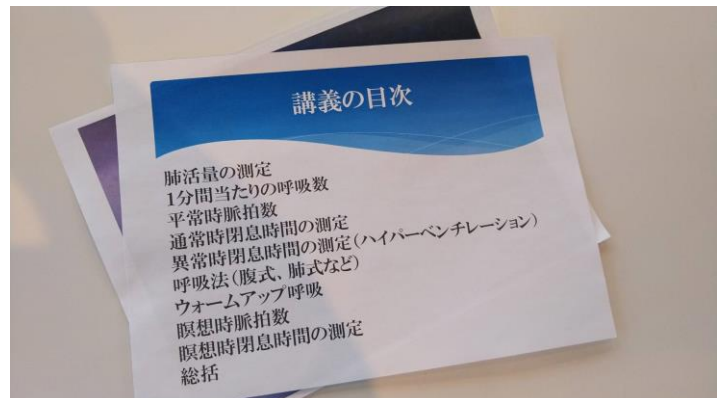 講義の目次
肺活量の測定
1分間当たりの呼吸数
平常時脈拍数
通常時閉息時間の測定
異常時閉息時間の測定(ハイパーベンチレーション)
呼吸法(腹式、肺式など)
ウォームアップ呼吸
瞑想時脈拍数
瞑想時閉息時間の測定
総括